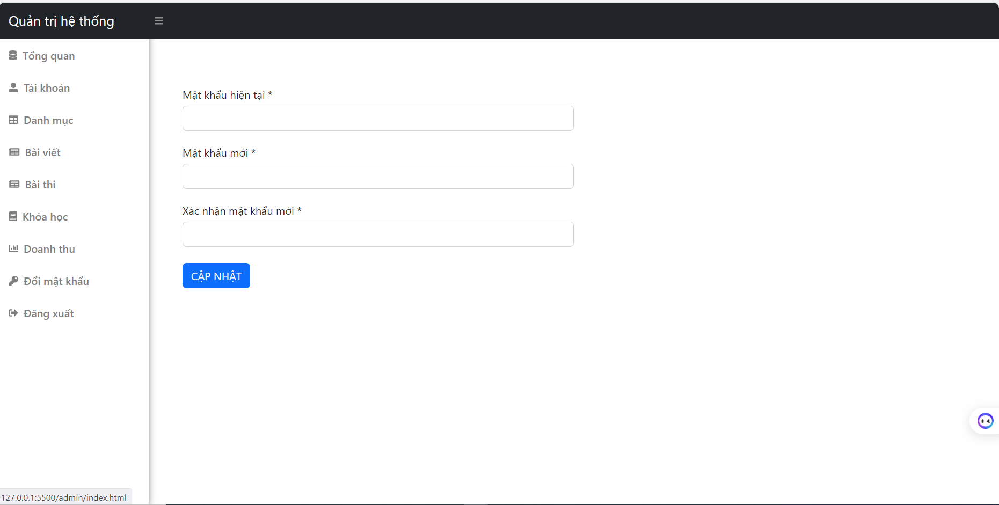 Quản trị hệ thống
Tổng quan
Tài khoản
Danh mục
Bài viết
Bài thi
Khóa học
Doanh thu
Đổi mật khẩu
Đăng xuất
Mật khẩu hiện tại *
Mật khẩu mới *
Xác nhận mật khẩu mới *
CẬP NHẬT
127.0.0.1:5500/admin/index.html